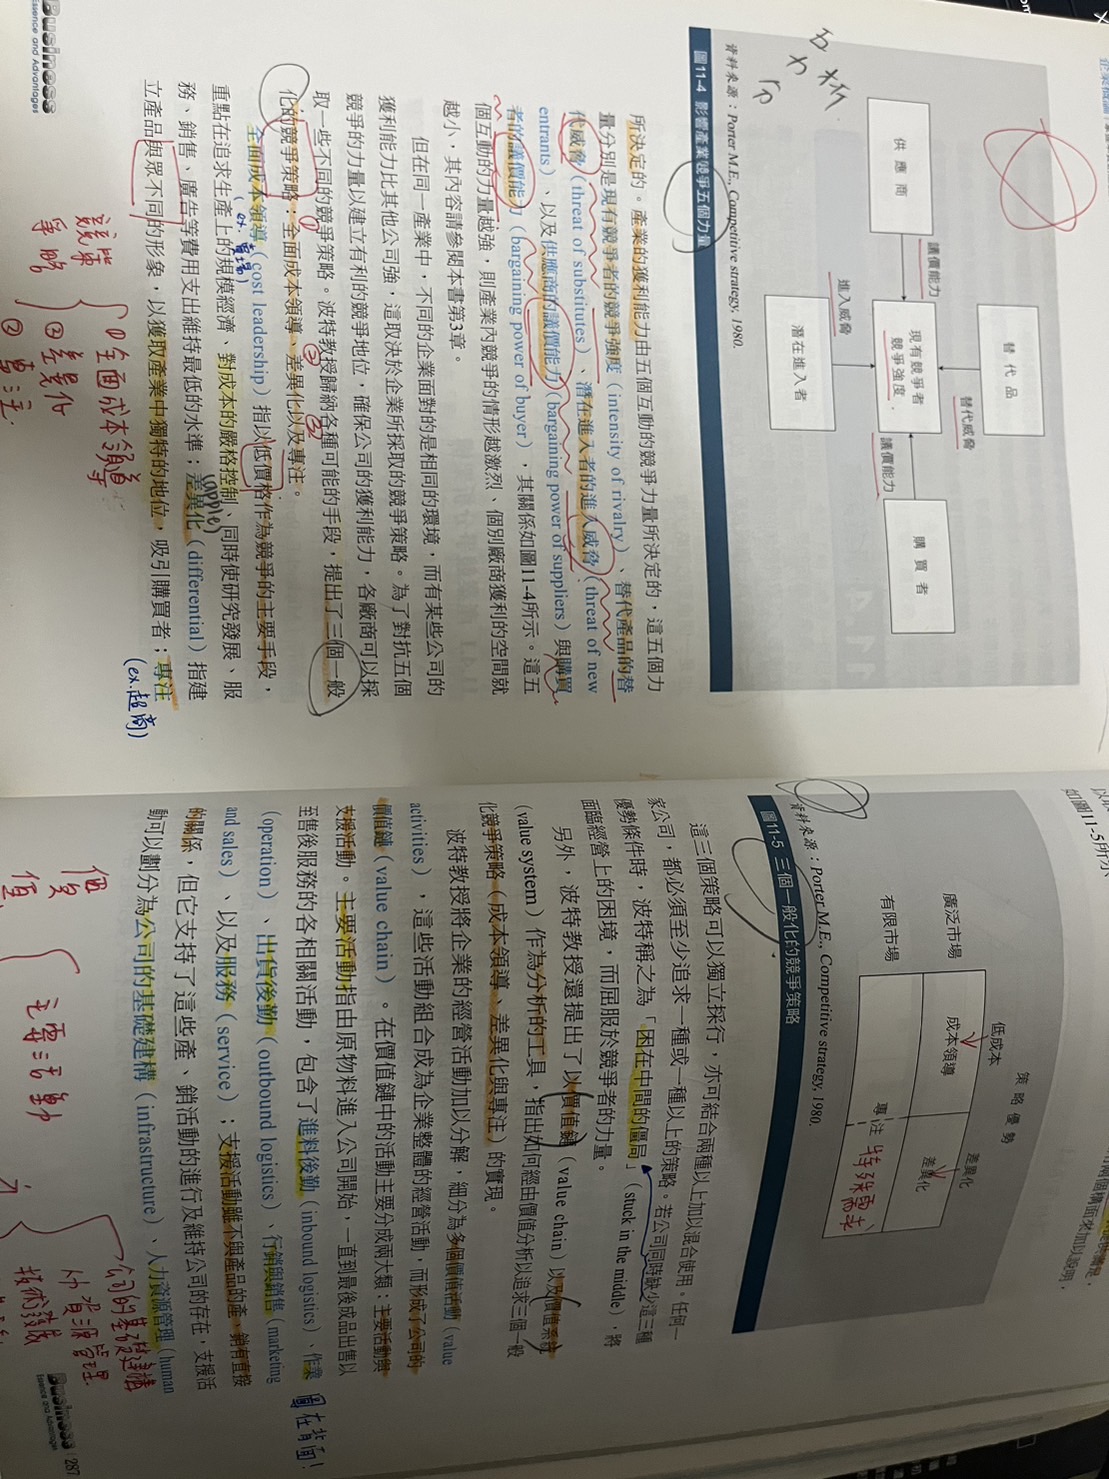 企業概論
替代品
替代威脅
議價能力
供應商
現有競爭者
競爭強度
購買者
議價能力
進入威脅
潛在進入者
五力分析
資料來源：Porter M.E., Competitive strategy, 1980.
圖11-4 影響產業競爭五個力量
所決定的。產業的獲利能力由五個互動的競爭力量所決定的，這五個力
量分別是現有競爭者的競爭強度（intensity of rivalry）、替代產品的替
代威脅（threat of substitutes）、潛在進入者的進入威脅（threat of new
entrants）、以及供應商的議價能力（bargaining power of suppliers）與購買
者的議價能力（bargaining power of buyer），其關係如圖11-4所示。這五
個互動的力量越強，則產業內競爭的情形越激烈、個別廠商獲利的空間就
越小，其內容請參閱本書第3章。
但在同一產業中，不同的企業面對的是相同的環境，而有某些公司的
獲利能力比其他公司強，這取決於企業所採取的競爭策略。為了對抗五個
競爭的力量以建立有利的競爭地位，確保公司的獲利能力，各廠商可以採
取一些不同的競爭策略。波特教授歸納各種可能的手段，提出了三個一般
① ② ③
化的競爭策略：全面成本領導、差異化以及專注。
全面成本領導（cost leadership）指以低價格作為競爭的主要手段，
(ex.賣場)
重點在追求生產上的規模經濟、對成本的嚴格控制、同時使研究發展、服
(apple)
務、銷售、廣告等費用支出維持最低的水準；差異化（differential）指建
立產品與眾不同的形象，以獲取產業中獨特的地位，吸引購買者；專注
(ex.超商)
競爭策略
①全面成本領導
②差異化
③專注.
Business
Essence and Advantages
如圖11-5所示
用兩個構面來加以說明，
策略優勢
低成本
差異化
廣泛市場
成本領導
差異化
有限市場
專注
特殊需求
資料來源：Porter M.E., Competitive strategy, 1980.
圖11-5 三個一般化的競爭策略
這三個策略可以獨立採行，亦可結合兩種以上加以混合使用。任何一
家公司，都必須至少追求一種或一種以上的策略。若公司同時缺少這三種
優勢條件時，波特稱之為「困在中間的僵局」（stuck in the middle），將
面臨經營上的困境，而屈服於競爭者的力量。
另外，波特教授還提出了以價值鏈（value chain）以及價值系統
（value system）作為分析的工具，指出如何經由價值分析以追求三個一般
化競爭策略（成本領導、差異化與專注）的實現。
波特教授將企業的經營活動加以分解，細分為多個價值活動（value
activities），這些活動組合成為企業整體的經營活動，而形成了公司的
價值鏈（value chain）。在價值鏈中的活動主要分成兩大類：主要活動與
支援活動。主要活動指由原物料進入公司開始，一直到最後成品出售以
至售後服務的各相關活動，包含了進料後勤（inbound logistics）、作業
圖在背面!
（operation）、出貨後勤（outbound logistics）、行銷與銷售（marketing
and sales）、以及服務（service）；支援活動雖不與產品的產，銷有直接
的關係，但它支持了這些產、銷活動的進行及維持公司的存在，支援活
動可以劃分為公司的基礎建構（infrastructure）、人力資源管理（human
價值
主要活動
公司的基礎建構
人力資源管理
技術發展
Business
Essence and Advantages
287